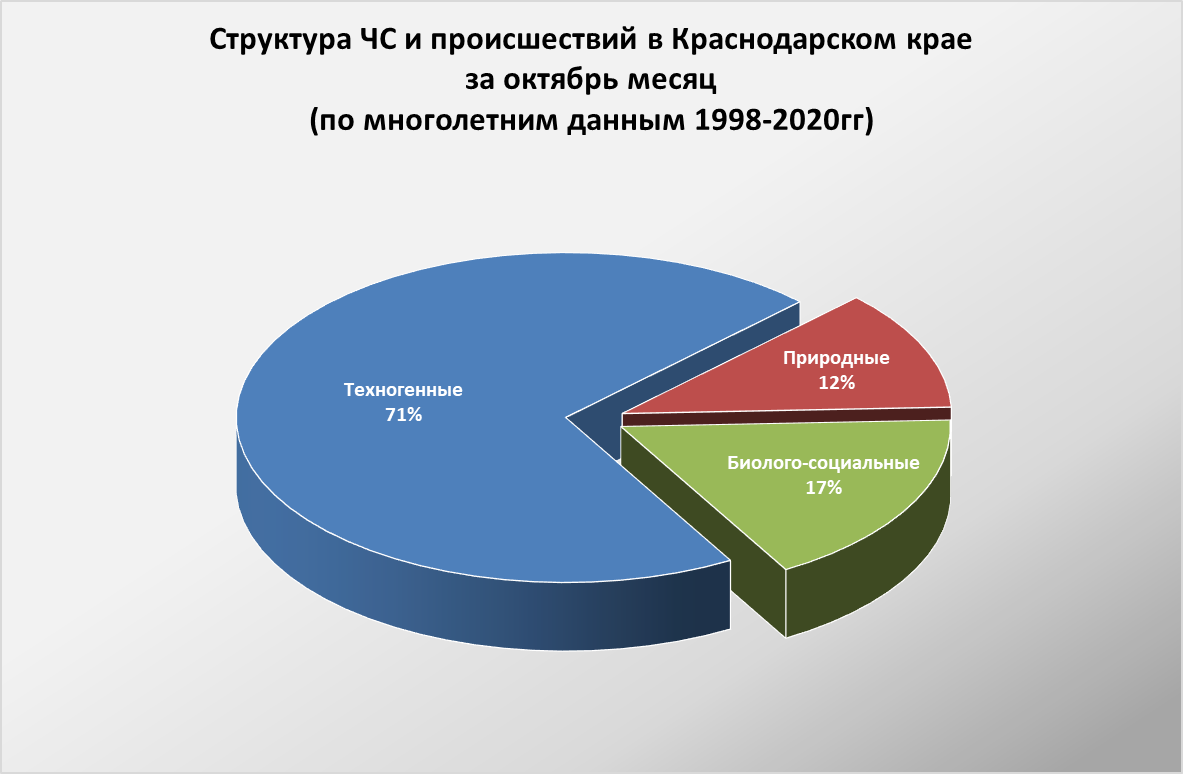 Структура ЧС и происшествий в Краснодарском крае
за октябрь месяц
(по многолетним данным 1998-2020гг)
Природные
12%
Техногенные
71%
Биолого-социальные
17%